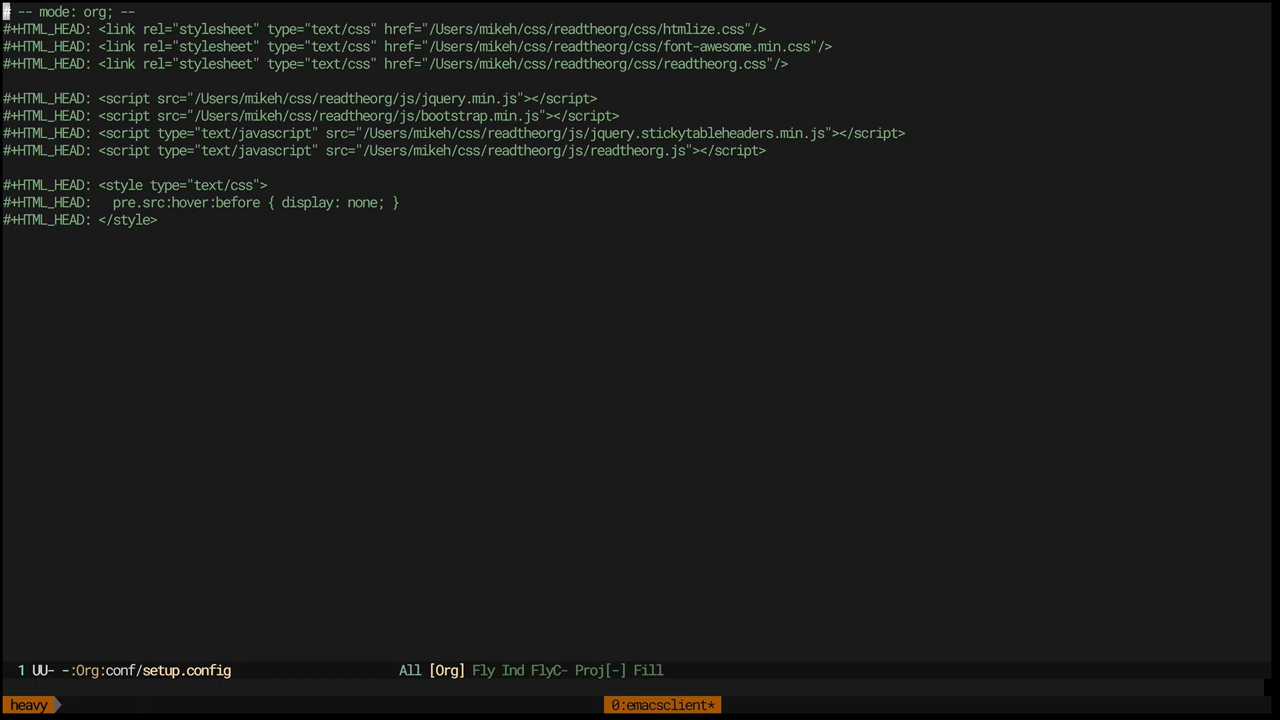 # -- mode: org; --
#+HTML_HEAD: <link rel="stylesheet" type="text/css" href="/Users/mikeh/css/readtheorg/css/htmlize.css"/>
#+HTML_HEAD: <link rel="stylesheet" type="text/css" href="/Users/mikeh/css/readtheorg/css/font-awesome.min.css"/>
#+HTML_HEAD: <link rel="stylesheet" type="text/css" href="/Users/mikeh/css/readtheorg/css/readtheorg.css"/>
#+HTML_HEAD: <script src="/Users/mikeh/css/readtheorg/js/jquery.min.js"></script>
#+HTML_HEAD: <script src="/Users/mikeh/css/readtheorg/js/bootstrap.min.js"></script>
#+HTML_HEAD: <script type="text/javascript" src="/Users/mikeh/css/readtheorg/js/jquery.stickytableheaders.min.js"></script>
#+HTML_HEAD: <script type="text/javascript" src="/Users/mikeh/css/readtheorg/js/readtheorg.js"></script>
#+HTML_HEAD: <style type="text/css">
#+HTML_HEAD:   pre.src:hover:before { display: none; }
#+HTML_HEAD: </style>
1 UU- -:Org:conf/setup.config All [Org] Fly Ind FlyC- Proj[-] Fill
heavy 0:emacsclient*